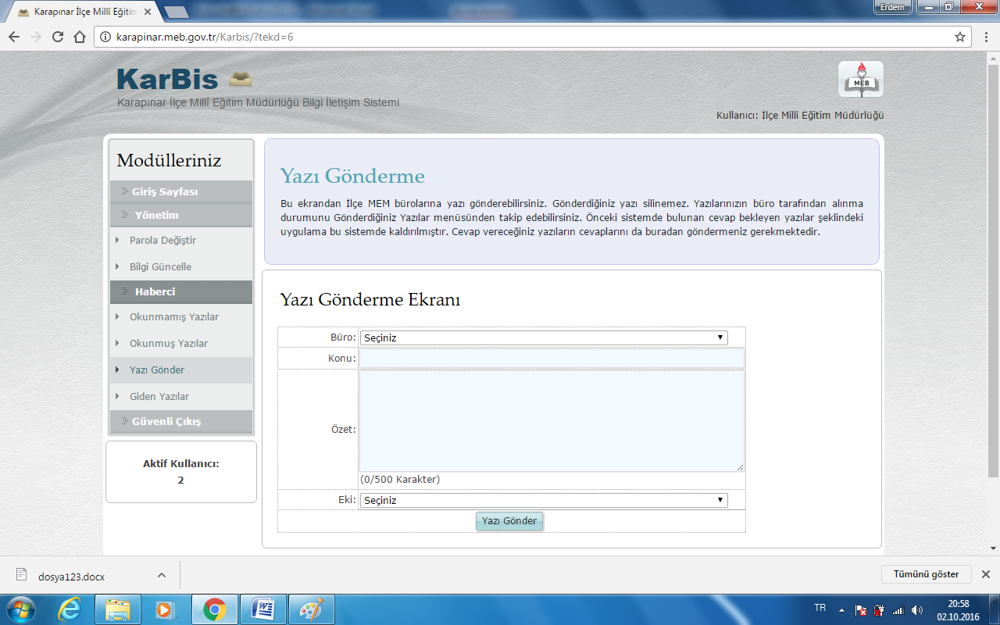 Karapınar İlçe Millî Eğitim
Erdem
karapinar.meb.gov.tr/Karbis/?tekd=6
KarBis
Karapınar İlçe Millî Eğitim Müdürlüğü Bilgi İletişim Sistemi
MEB
Kullanıcı: İlçe Milli Eğitim Müdürlüğü
Modülleriniz
Giriş Sayfası
Yönetim
Parola Değiştir
Bilgi Güncelle
Haberci
Okunmamış Yazılar
Okunmuş Yazılar
Yazı Gönder
Giden Yazılar
Güvenli Çıkış
Aktif Kullanıcı:
2
Yazı Gönderme
Bu ekrandan İlçe MEM bürolarına yazı gönderebilirsiniz. Gönderdiğiniz yazı silinemez. Yazılarınızın büro tarafından alınma
durumunu Gönderdiğiniz Yazılar menüsünden takip edebilirsiniz. Önceki sistemde bulunan cevap bekleyen yazılar şeklindeki
uygulama bu sistemde kaldırılmıştır. Cevap vereceğiniz yazıların cevaplarını da buradan göndermeniz gerekmektedir.
Yazı Gönderme Ekranı
Büro: Seçiniz
Konu:
Özet:
(0/500 Karakter)
Eki: Seçiniz
Yazı Gönder
dosya123.docx
Tümünü göster
TR
20:58
02.10.2016